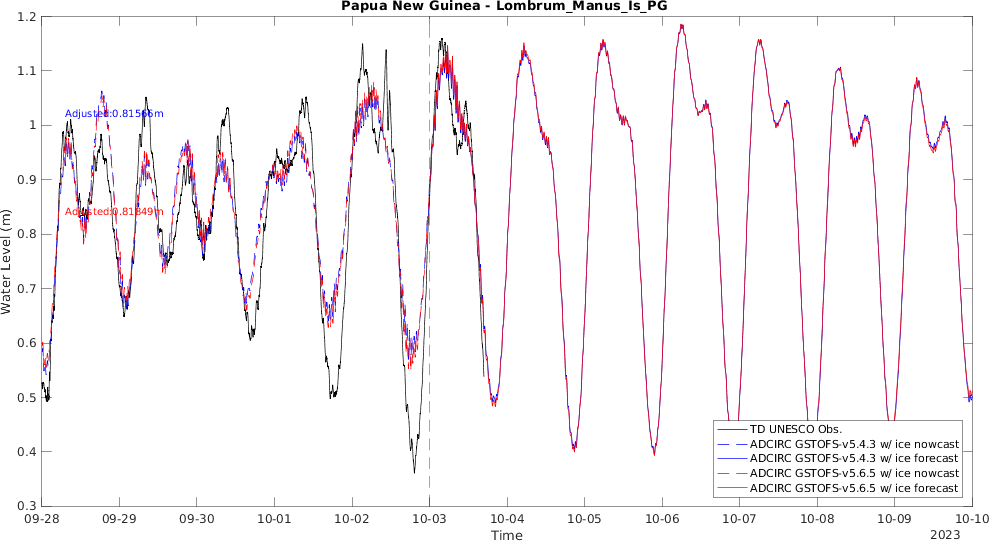 Papua New Guinea - Lombrum_Manus_Is_PG
1.2
1.1
1
0.9
0.8
0.7
0.6
0.5
0.4
0.3
Water Level (m)
Adjusted:0.81566m
Adjusted:0.81849m
TD UNESCO Obs.
ADCIRC GSTOFS-v5.4.3 w/ ice nowcast
ADCIRC GSTOFS-v5.4.3 w/ ice forecast
ADCIRC GSTOFS-v5.6.5 w/ ice nowcast
ADCIRC GSTOFS-v5.6.5 w/ ice forecast
09-28 09-29 09-30 10-01 10-02 10-03 10-04 10-05 10-06 10-07 10-08 10-09 10-10
Time
2023